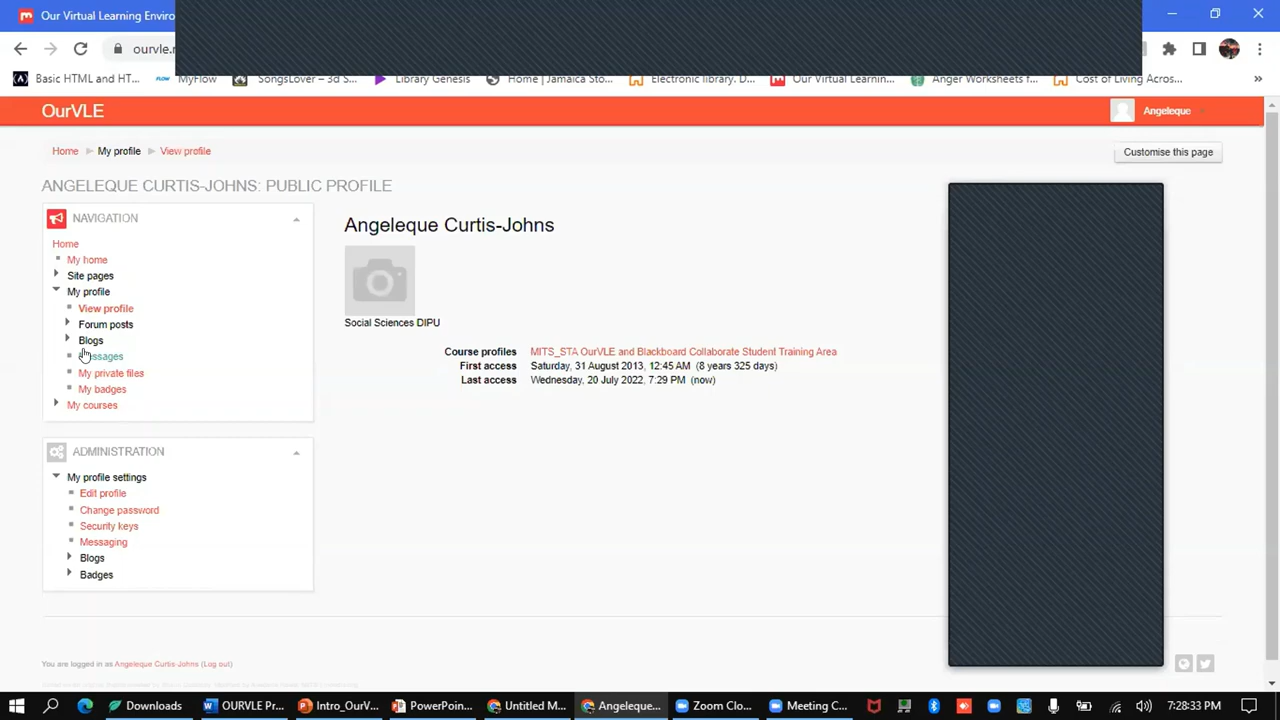 Our Virtual Learning Enviro
ourvle.
Basic HTML and HT... MyFlow SongsLover – 3d S... Library Genesis Home | Jamaica Sto... Electronic library. D... Our Virtual Learnin... Anger Worksheets f... Cost of Living Acros...
OurVLE
Angeleque
Home My profile View profile
Customise this page
ANGELEQUE CURTIS-JOHNS: PUBLIC PROFILE
NAVIGATION
Home
My home
Site pages
My profile
View profile
Forum posts
Blogs
ssages
My private files
My badges
My courses
Angeleque Curtis-Johns
Social Sciences DIPU
Course profiles MITS_STA OurVLE and Blackboard Collaborate Student Training Area
First access Saturday, 31 August 2013, 12:45 AM (8 years 325 days)
Last access Wednesday, 20 July 2022, 7:29 PM (now)
ADMINISTRATION
My profile settings
Edit profile
Change password
Security keys
Messaging
Blogs
Badges
You are logged in as Angeleque Curtis-Johns (Log out)
Downloads OURVLE Pr... Intro_OurV... PowerPoin... Untitled M... Angeleque... Zoom Clo... Meeting C... 7:28:33 PM